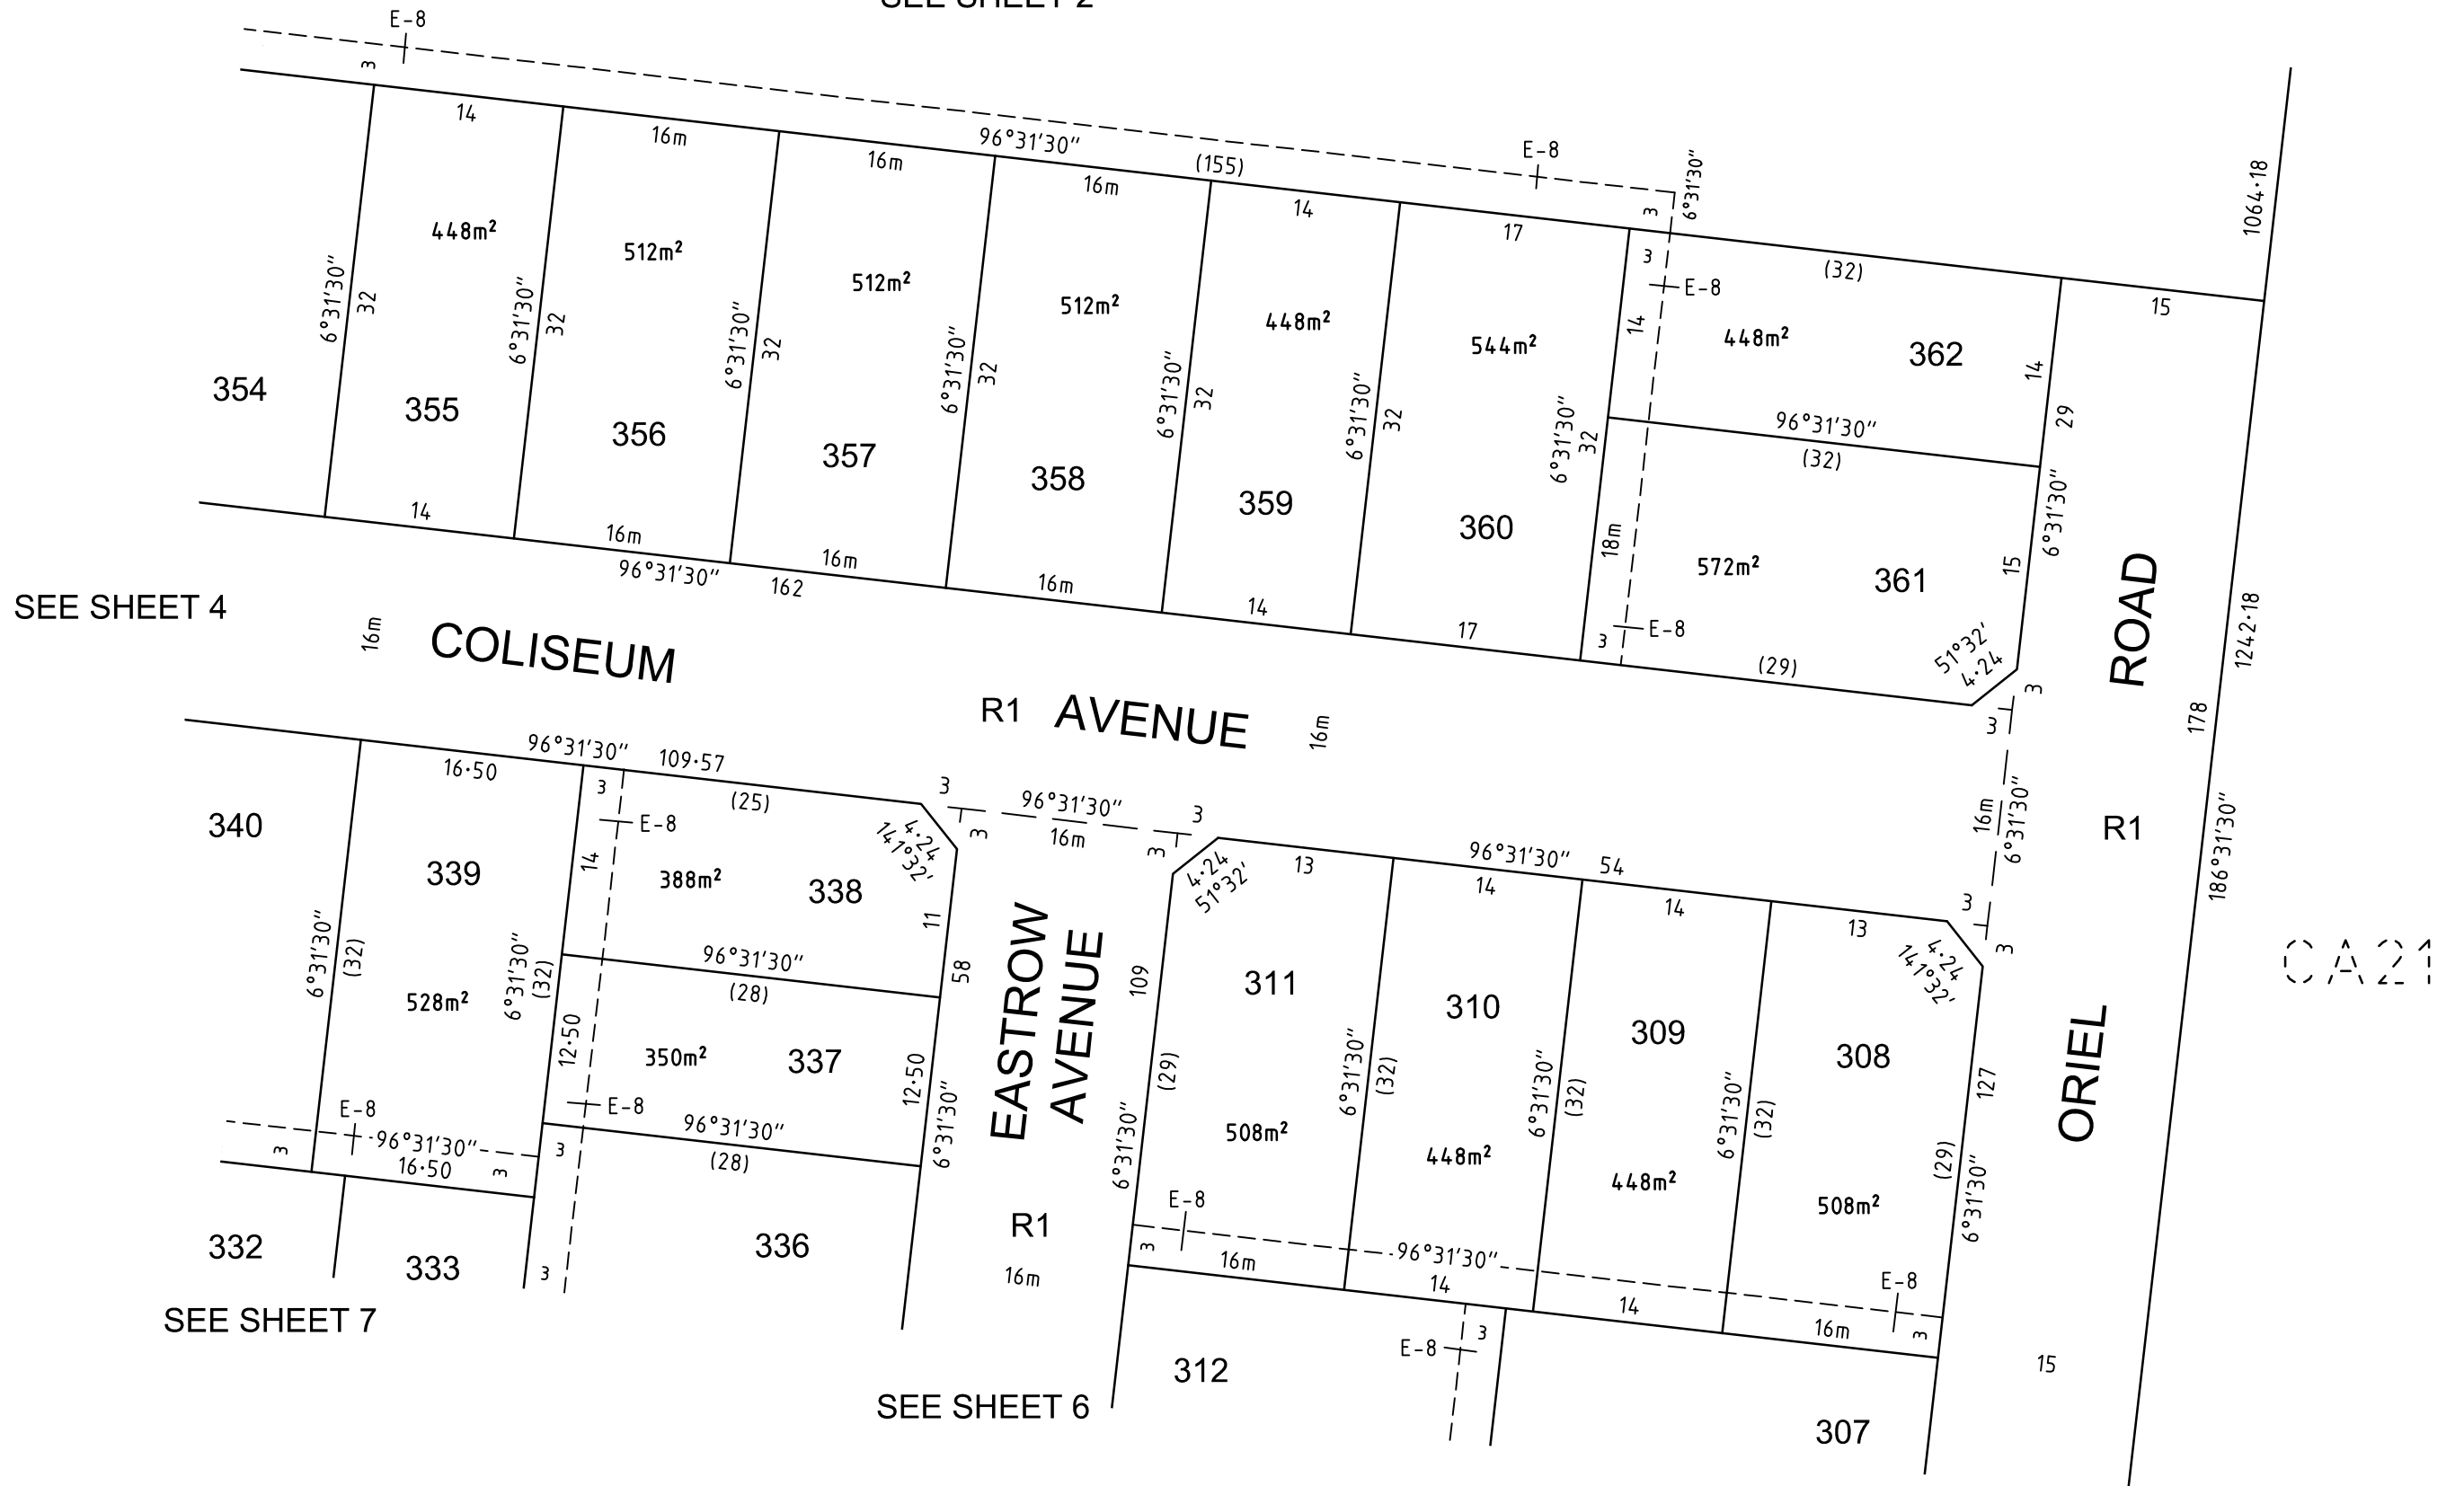 SEE SHEET 2
E-8
3
14
16m
16m
96°31'30"
16m
(155)
14
E-8
17
3
6°31'30"
3
(32)
E-8
15
1064·18
6°31'30"
32
448m²
354
355
6°31'30"
32
512m²
356
6°31'30"
32
512m²
357
6°31'30"
32
512m²
358
6°31'30"
32
448m²
359
6°31'30"
32
544m²
360
6°31'30"
32
14
448m²
362
14
29
96°31'30"
(32)
18m
572m²
361
15
6°31'30"
3
E-8
(29)
51°32'
4·24
14
16m
96°31'30"
162
16m
16m
14
17
SEE SHEET 4
16m
COLISEUM
R1
AVENUE
16m
ROAD
1242·18
178
3
3
16m
6°31'30"
R1
186°31'30"
3
3
96°31'30"
109·57
16·50
340
339
6°31'30"
(32)
528m²
6°31'30"
(32)
3
E-8
14
(25)
388m²
338
4·24
141°32'
11
96°31'30"
(28)
58
12·50
350m²
337
12·50
E-8
96°31'30"
(28)
6°31'30"
3
3
96°31'30"
16m
3
3
4·24
51°32'
13
96°31'30"
54
14
14
13
4·24
141°32'
EASTROW
AVENUE
109
(29)
6°31'30"
311
508m²
6°31'30"
(32)
310
448m²
6°31'30"
(32)
309
448m²
6°31'30"
(32)
308
508m²
(29)
127
6°31'30"
ORIEL
CA21
E-8
3
96°31'30"
16·50
3
3
332
333
3
336
R1
16m
E-8
3
16m
96°31'30"
14
14
E-8
16m
3
SEE SHEET 7
SEE SHEET 6
312
E-8
3
307
15